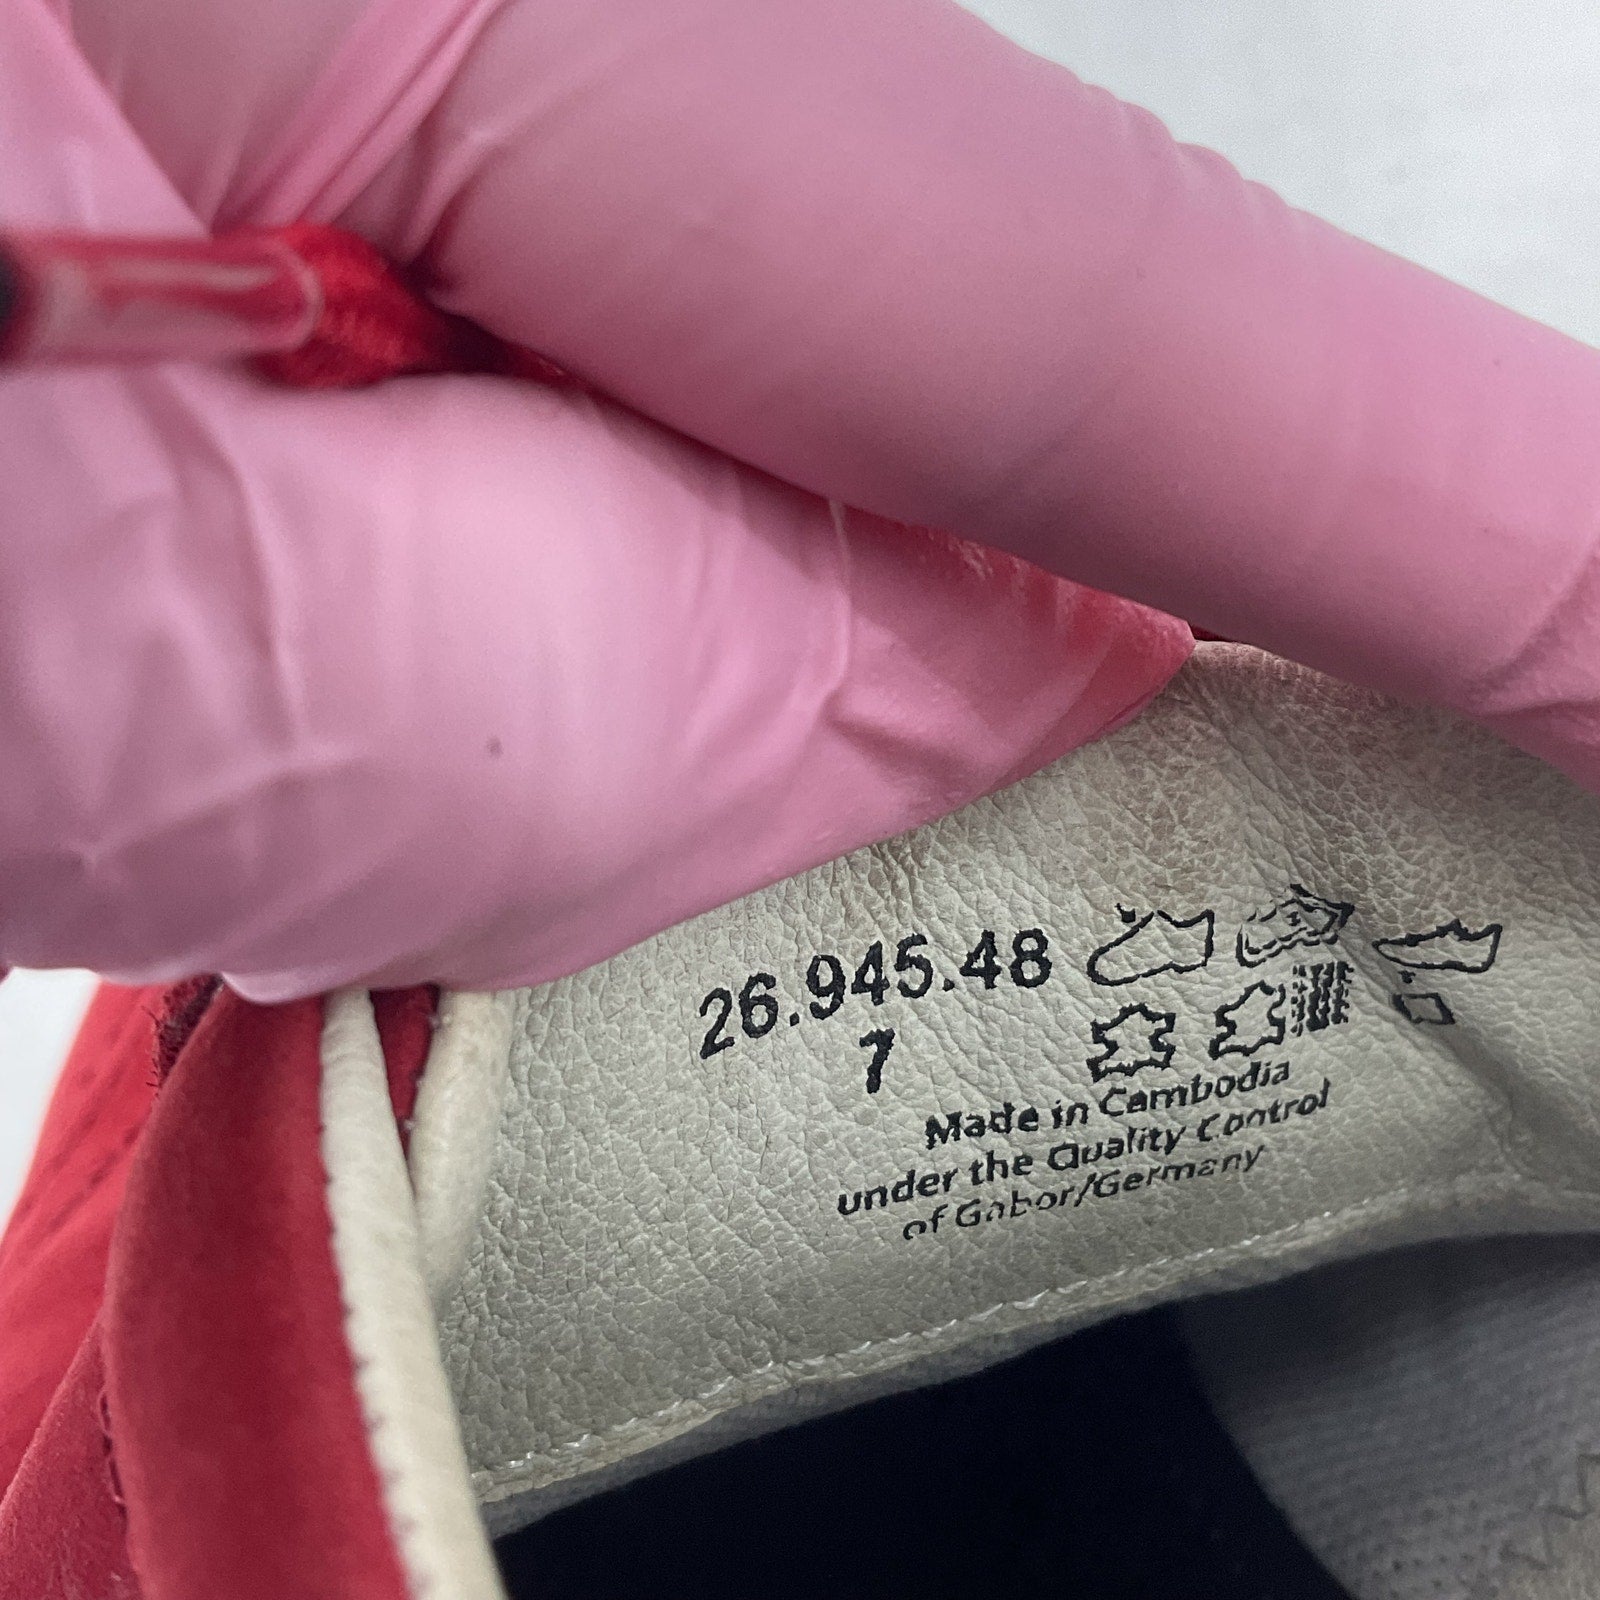 26.945.48
7
Made in Cambodia
under the Quality Control
of Gabor/Germany